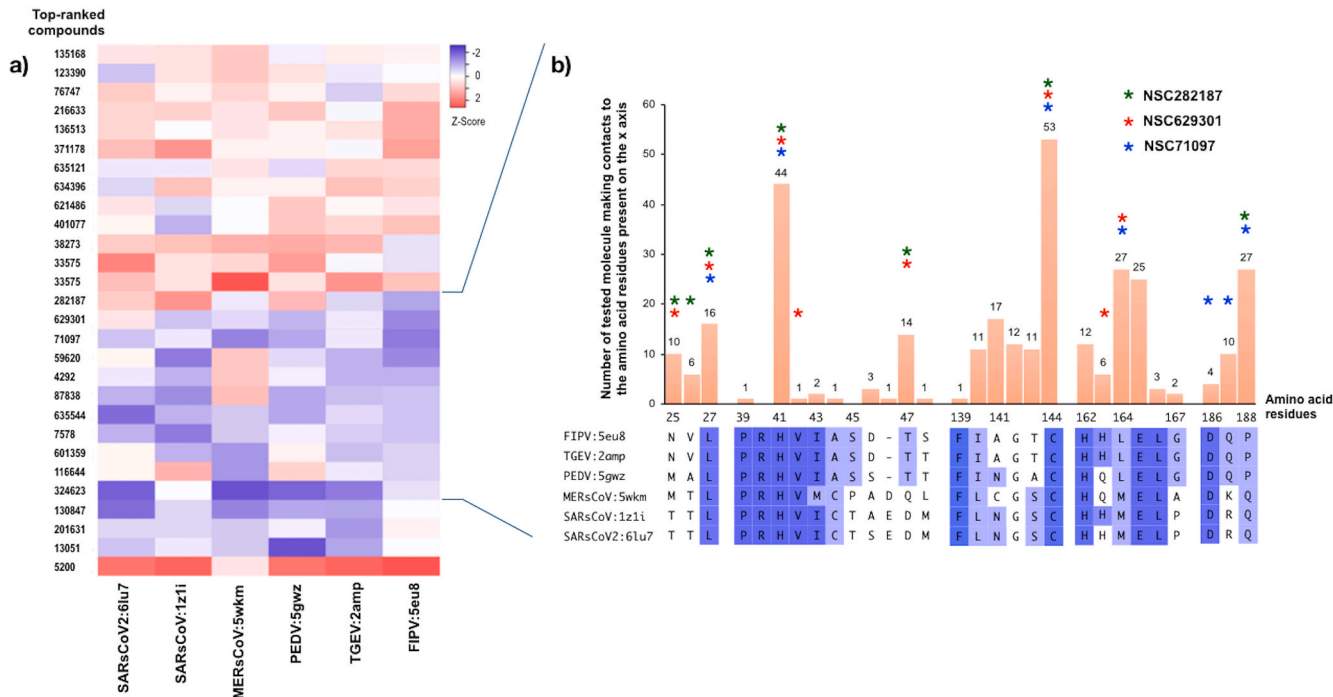 Top-ranked
compounds
a)
135168
123390
76747
216633
136513
371178
635121
634396
621486
401077
38273
33575
33575
282187
629301
71097
59620
4292
87838
635544
7578
601359
116644
324623
130847
201631
13051
5200
-2
0
2
Z-Score
SARsCoV2:6lu7
SARsCoV:1z1i
MERsCoV:5wkm
PEDV:5gwz
TGEV:2amp
FIPV:5eu8
b)
Number of tested molecule making contacts to
the amino acid residues present on the x axis
60
50
40
30
20
10
0
* NSC282187
* NSC629301
* NSC71097
10 6 16 1 44 1 2 1 3 1 14 1 1 11 17 12 11 53 12 6 27 25 3 2 4 10 27
25 27 39 41 43 45 47 139 141 144 162 164 167 186 188
Amino acid
residues
FIPV:5eu8 N V L P R H V I A S D - T S F I A G T C H H L E L G D Q P
TGEV:2amp N V L P R H V I A S D - T T F I A G T C H H L E L G D Q P
PEDV:5gwz M A L P R H V I A S S - T T F I N G A C H Q L E L G D Q P
MERsCoV:5wkm M T L P R H V M C P A D Q L F L C G S C H Q M E L A D K Q
SARsCoV:1z1i T T L P R H V I C T A E D M F L N G S C H H M E L P D R Q
SARsCoV2:6lu7 T T L P R H V I C T S E D M F L N G S C H H M E L P D R Q